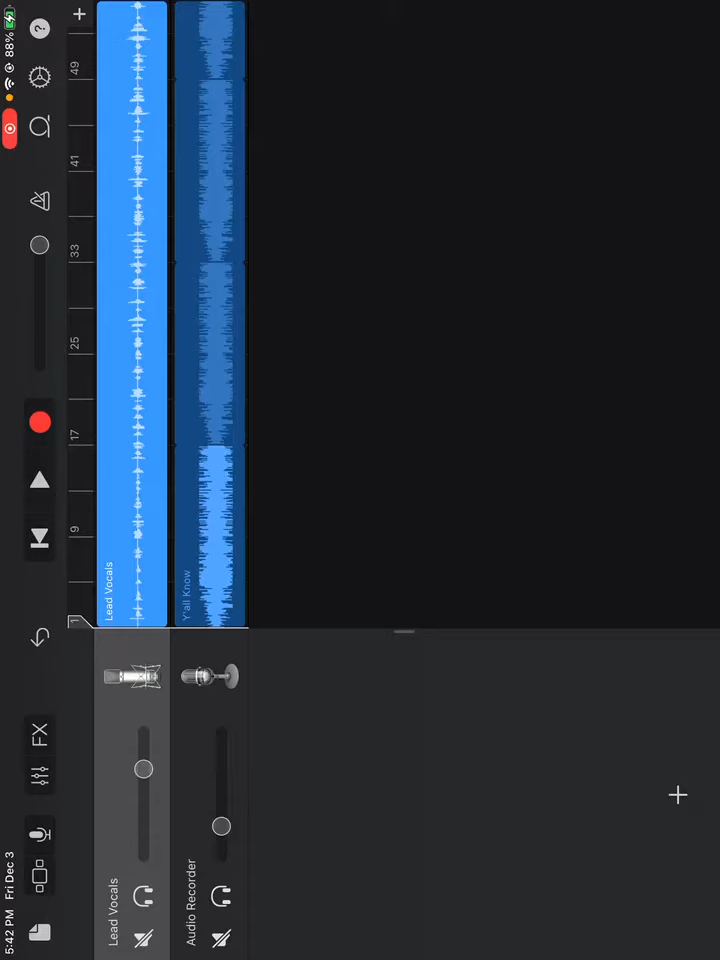 5:42 PM Fri Dec 3
88%
FX
?
1 9 17 25 33 41 49
Lead Vocals
Lead Vocals
Audio Recorder
Y'all Know